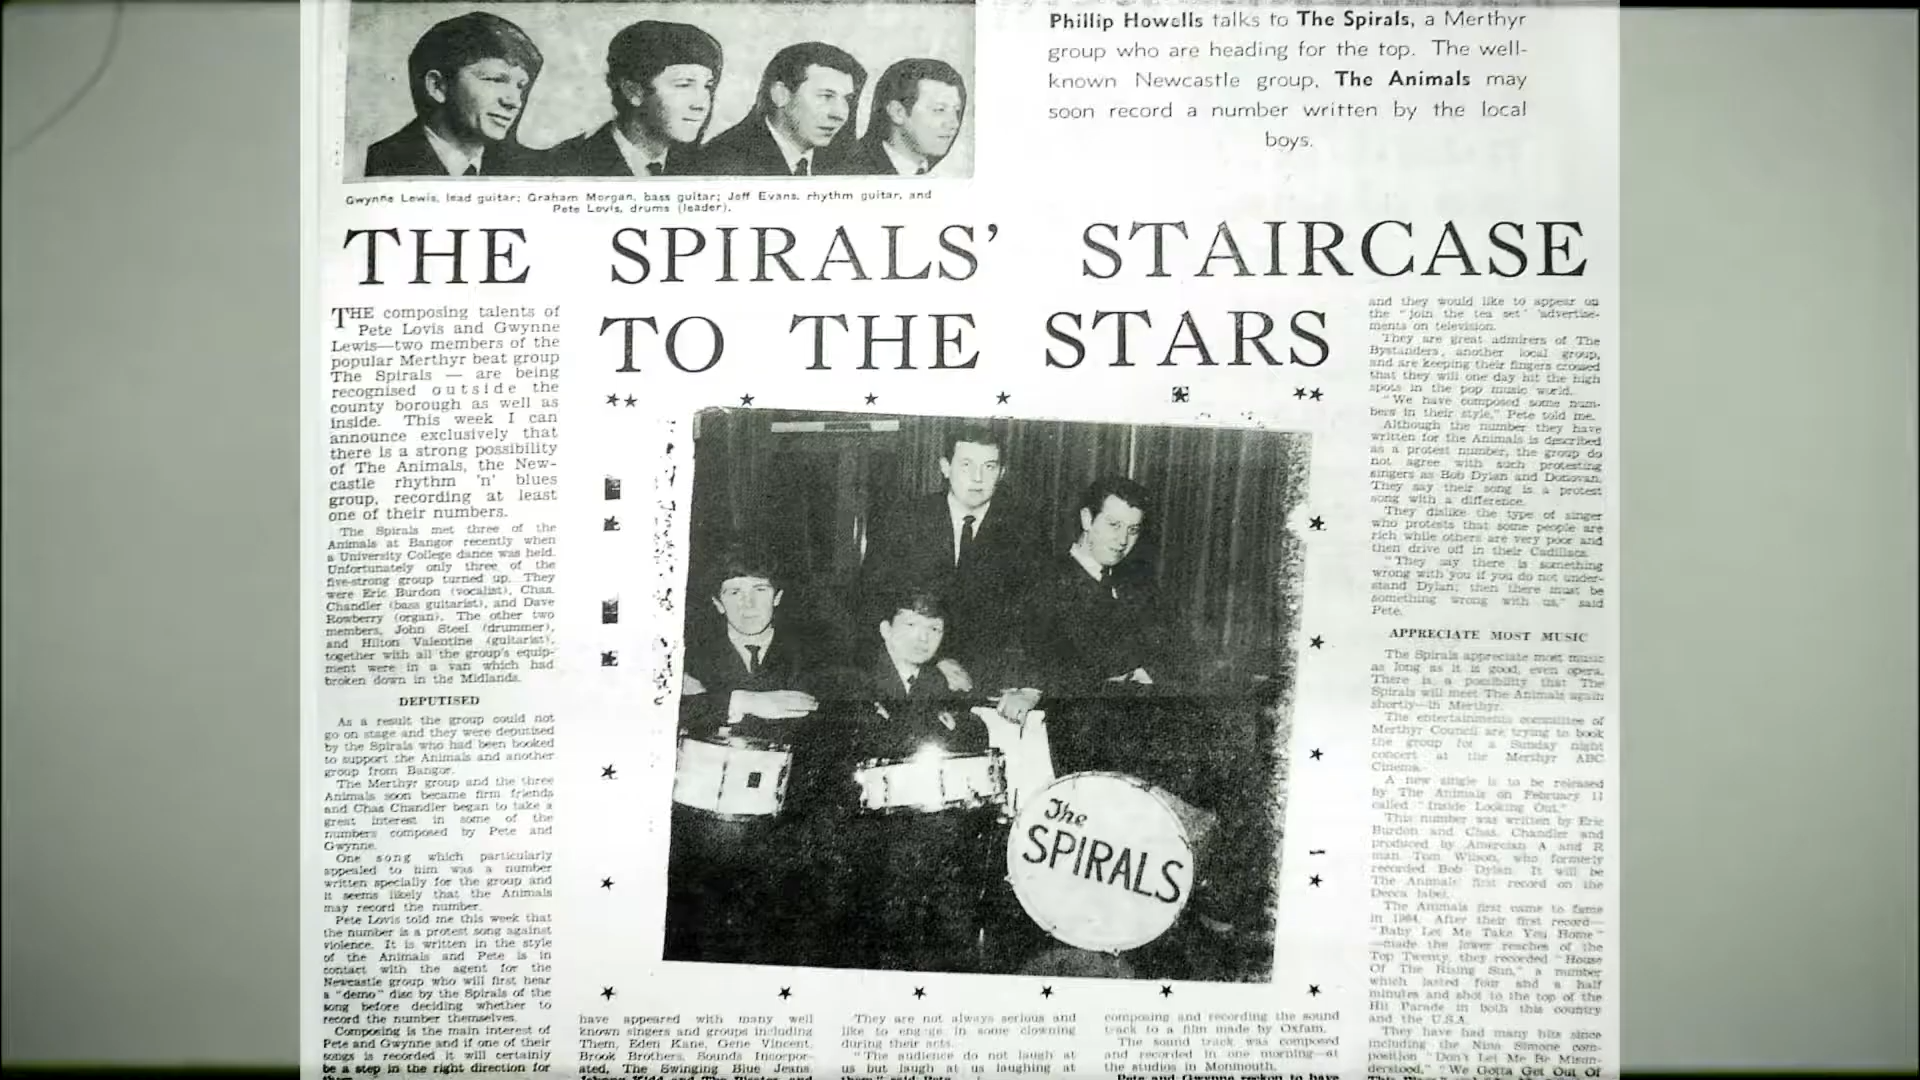 Phillip Howells talks to The Spirals, a Merthyr
group who are heading for the top. The well-
known Newcastle group, The Animals may
soon record a number written by the local
boys.
Gwynne Lewis, lead guitar; Graham Morgan, bass guitar; Jeff Evans, rhythm guitar, and
Pete Lovis, drums (leader).
THE SPIRALS' STAIRCASE
TO THE STARS
THE composing talents of
Pete Lovis and Gwynne
Lewis—two members of the
popular Merthyr beat group
The Spirals — are being
recognised outside the
county borough as well as
inside. This week I can
announce exclusively that
there is a strong possibility
of The Animals, the New-
castle rhythm 'n' blues
group, recording at least
one of their numbers.
The Spirals met three of the
Animals at Bangor recently when
a University College dance was held.
Unfortunately only three of the
five-strong group turned up. They
were Eric Burdon (vocalist), Chas.
Chandler (bass guitarist), and Dave
Rowberry (organ). The other two
members, John Steel (drummer),
and Hilton Valentine (guitarist),
together with all the group's equip-
ment were in a van which had
broken down in the Midlands.
DEPUTISED
As a result the group could not
go on stage and they were deputised
by the Spirals who had been booked
to support the Animals and another
group from Bangor.
The Merthyr group and the three
Animals soon became firm friends
and Chas Chandler began to take a
great interest in some of the
numbers composed by Pete and
Gwynne.
One song which particularly
appealed to him was a number
written specially for the group and
it seems likely that the Animals
may record the number.
Pete Lovis told me this week that
the number is a protest song against
violence. It is written in the style
of the Animals and Pete is in
contact with the agent for the
Newcastle group who will first hear
a "demo" disc by the Spirals of the
song before deciding whether to
record the number themselves.
Composing is the main interest of
Pete and Gwynne and if one of their
songs is recorded it will certainly
be a step in the right direction for
them.
The
SPIRALS
have appeared with many well
known singers and groups including
Them, Eden Kane, Gene Vincent,
Brook Brothers, Sounds Incorpor-
ated, The Swinging Blue Jeans,
Johnny Kidd and The Pirates, and
They are not always serious and
like to engage in some clowning
during their acts.
"The audience do not laugh at
us but laugh at us laughing at
them," said Pete.
composing and recording the sound
track to a film made by Oxfam.
The sound track was composed
and recorded in one morning—at
the studios in Monmouth.
Pete and Gwynne reckon to have
and they would like to appear on
the "join the tea set" advertise-
ments on television.
They are great admirers of The
Bystanders, another local group,
and are keeping their fingers crossed
that they will one day hit the high
spots in the pop music world.
"We have composed some num-
bers in their style," Pete told me.
Although the number they have
written for the Animals is described
as a protest number, the group do
not agree with such protesting
singers as Bob Dylan and Donovan.
They say their song is a protest
song with a difference.
They dislike the type of singer
who protests that some people are
rich while others are very poor and
then drive off in their Cadillacs.
"They say there is something
wrong with you if you do not under-
stand Dylan; then there must be
something wrong with us," said
Pete.
APPRECIATE MOST MUSIC
The Spirals appreciate most music
as long as it is good, even opera.
There is a possibility that The
Spirals will meet The Animals again
shortly—in Merthyr.
The entertainments committee of
Merthyr Council are trying to book
the group for a Sunday night
concert at the Merthyr ABC
Cinema.
A new single is to be released
by The Animals on February 11
called "Inside Looking Out."
This number was written by Eric
Burdon and Chas. Chandler and
produced by Amercian A and R
man Tom Wilson, who formerly
recorded Bob Dylan. It will be
The Animals' first record on the
Decca label.
The Animals first came to fame
in 1964. After their first record—
"Baby Let Me Take You Home"
—made the lower reaches of the
Top Twenty, they recorded "House
Of The Rising Sun," a number
which lasted four and a half
minutes and shot to the top of the
Hit Parade in both this country
and the U.S.A.
They have had many hits since
including the Nina Simone com-
position "Don't Let Me Be Misun-
derstood," "We Gotta Get Out Of